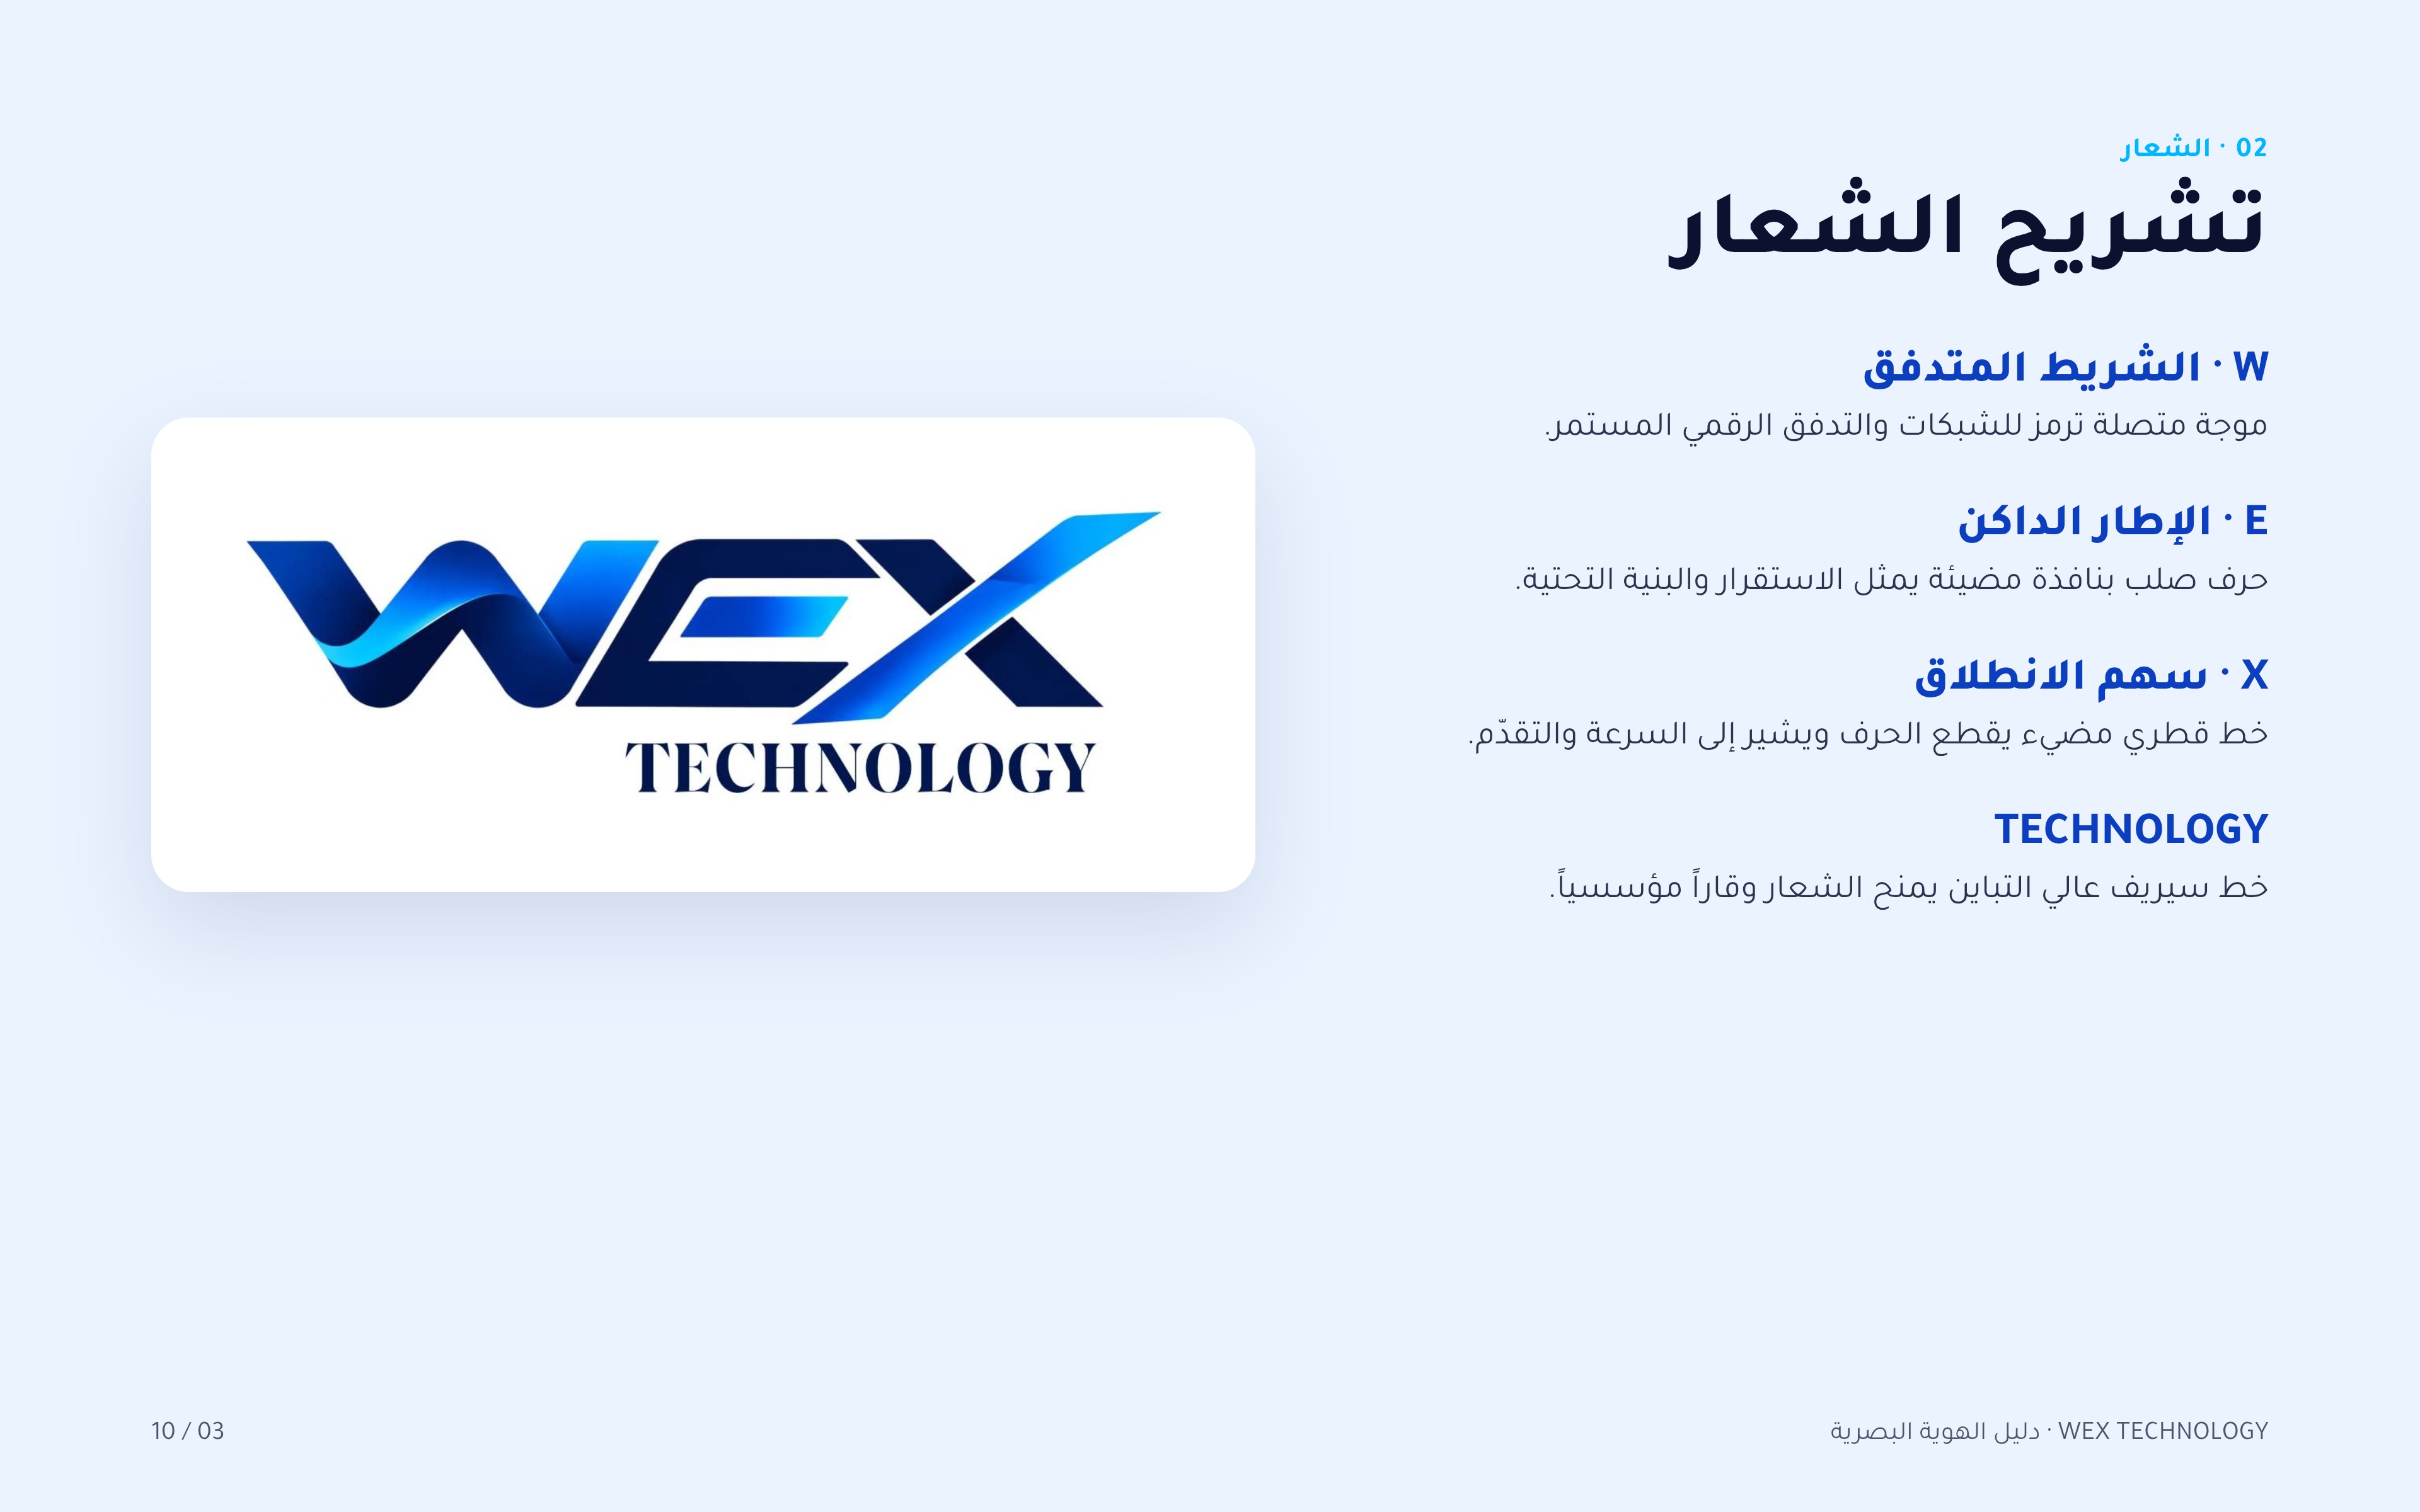 02 · الشعار
تشريح الشعار
W · الشريط المتدفق
موجة متصلة ترمز للشبكات والتدفق الرقمي المستمر.
E · الإطار الداكن
حرف صلب بنافذة مضيئة يمثل الاستقرار والبنية التحتية.
X · سهم الانطلاق
خط قطري مضيء يقطع الحرف ويشير إلى السرعة والتقدّم.
TECHNOLOGY
خط سيريف عالي التباين يمنح الشعار وقاراً مؤسسياً.
WEX
TECHNOLOGY
WEX TECHNOLOGY · دليل الهوية البصرية
10 / 03